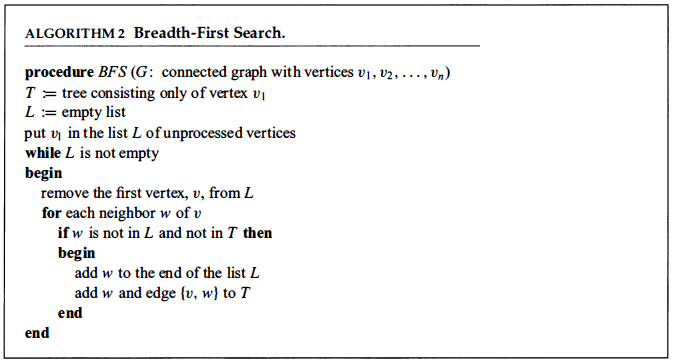 ALGORITHM 2 Breadth-First Search.
procedure BFS (G: connected graph with vertices v₁, v₂, . . . , vₙ)
T := tree consisting only of vertex v₁
L := empty list
put v₁ in the list L of unprocessed vertices
while L is not empty
begin
remove the first vertex, v, from L
for each neighbor w of v
if w is not in L and not in T then
begin
add w to the end of the list L
add w and edge {v, w} to T
end
end